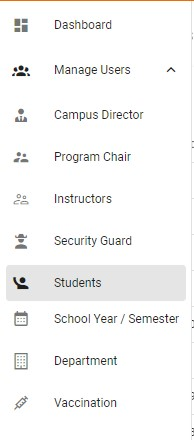 Dashboard
Manage Users
Campus Director
Program Chair
Instructors
Security Guard
Students
School Year / Semester
Department
Vaccination